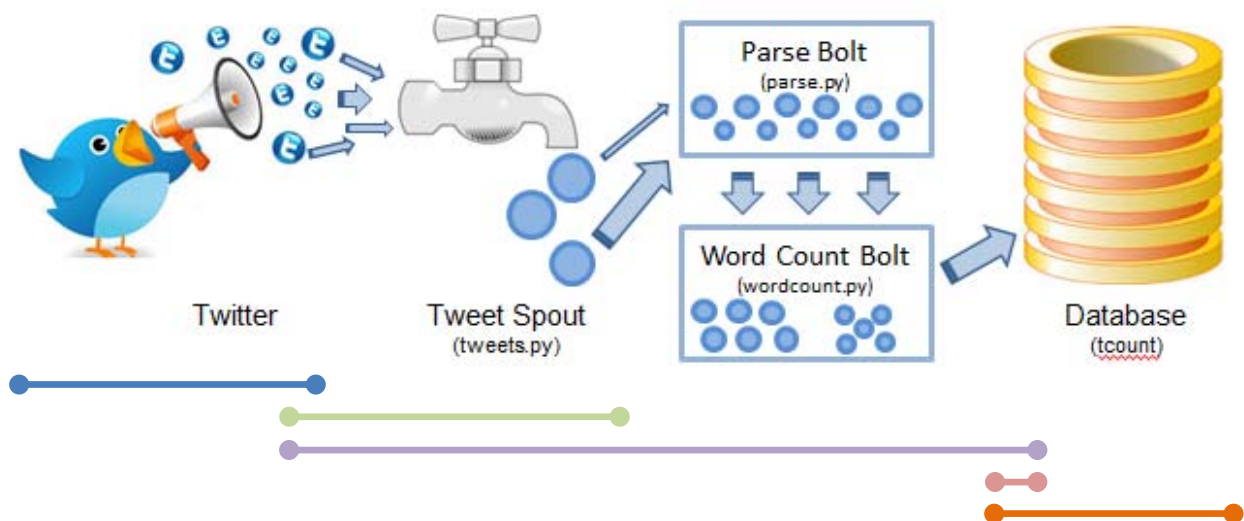 Parse Bolt
(parse.py)
Word Count Bolt
(wordcount.py)
Twitter
Tweet Spout
(tweets.py)
Database
(tcount)